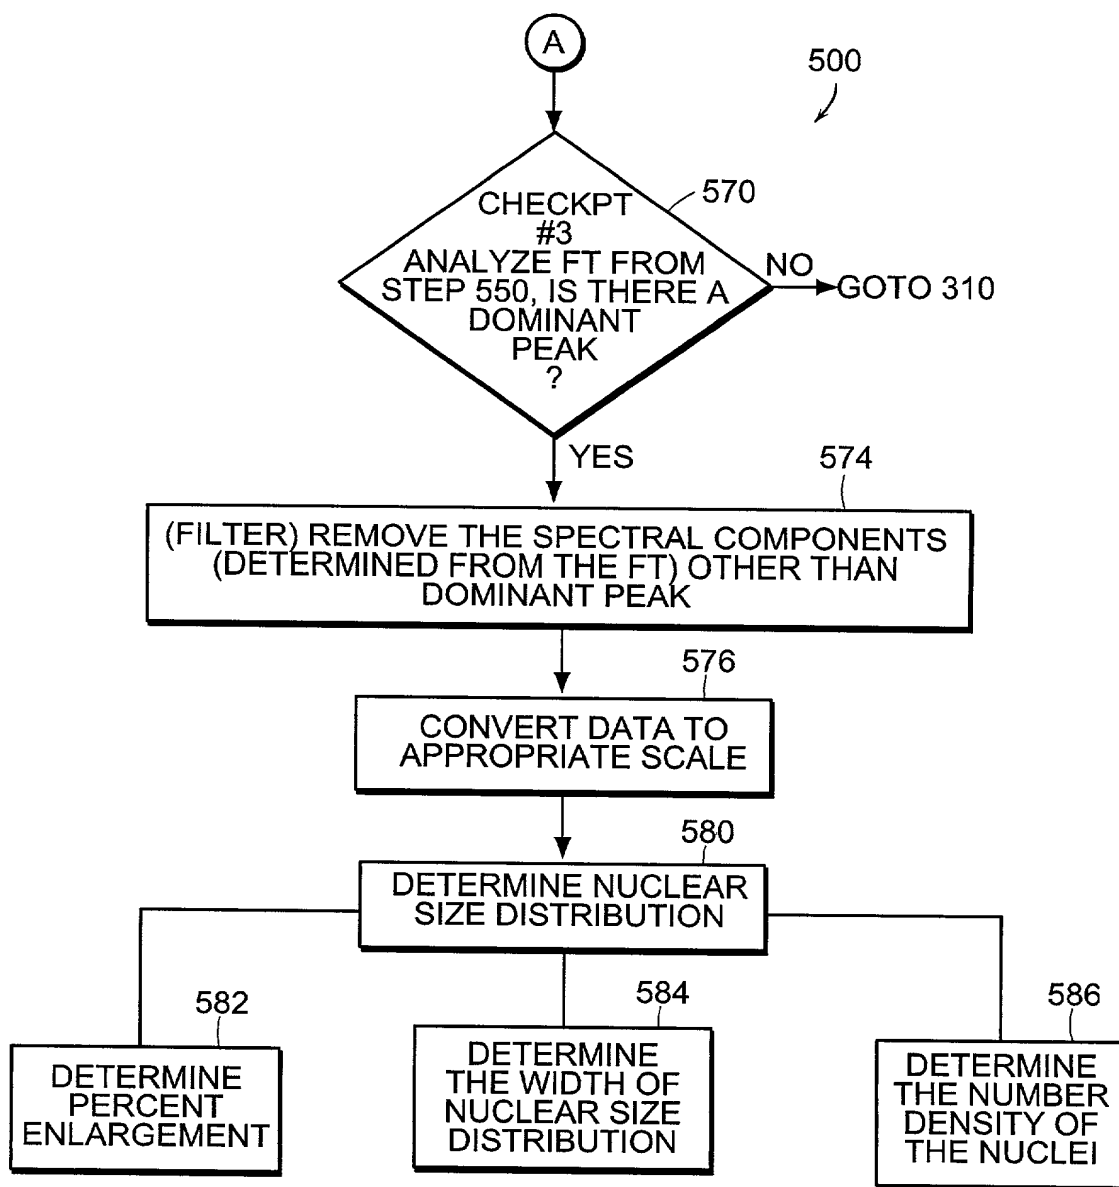 A
500
570
CHECKPT
#3
ANALYZE FT FROM
STEP 550, IS THERE A
DOMINANT
PEAK
?
NO
GOTO 310
YES
574
(FILTER) REMOVE THE SPECTRAL COMPONENTS
(DETERMINED FROM THE FT) OTHER THAN
DOMINANT PEAK
576
CONVERT DATA TO
APPROPRIATE SCALE
580
DETERMINE NUCLEAR
SIZE DISTRIBUTION
582
DETERMINE
PERCENT
ENLARGEMENT
584
DETERMINE
THE WIDTH OF
NUCLEAR SIZE
DISTRIBUTION
586
DETERMINE
THE NUMBER
DENSITY OF
THE NUCLEI